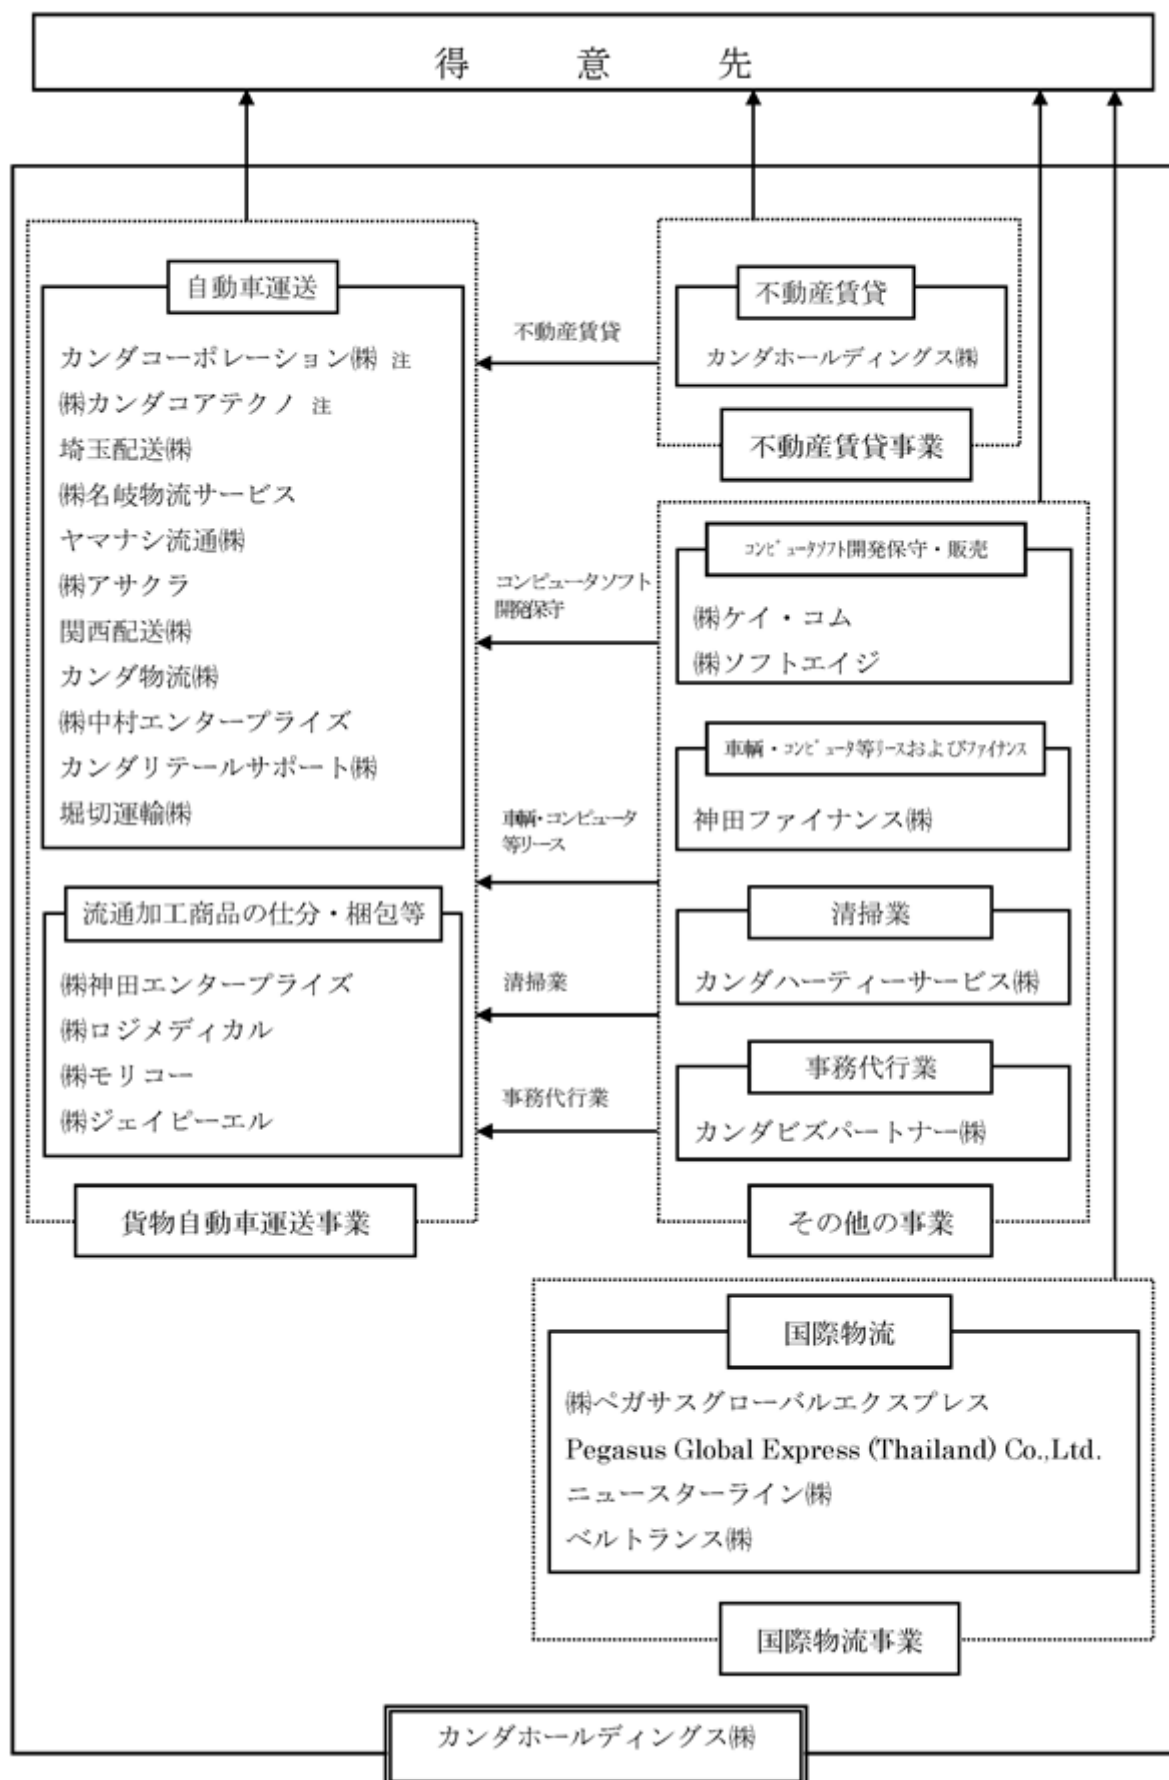 得意先
自動車運送
カンダコーポレーション㈱ 注
㈱カンダコアテクノ 注
埼玉配送㈱
㈱名岐物流サービス
ヤマナシ流通㈱
㈱アサクラ
関西配送㈱
カンダ物流㈱
㈱中村エンタープライズ
カンダリテールサポート㈱
堀切運輸㈱
流通加工商品の仕分・梱包等
㈱神田エンタープライズ
㈱ロジメディカル
㈱モリコー
㈱ジェイピーエル
貨物自動車運送事業
不動産賃貸
コンピュータソフト
開発保守
車輌・コンピュータ
等リース
清掃業
事務代行業
不動産賃貸
カンダホールディングス㈱
不動産賃貸事業
コンピュータソフト開発保守・販売
㈱ケイ・コム
㈱ソフトエイジ
車輌・コンピュータ等リースおよびファイナンス
神田ファイナンス㈱
清掃業
カンダハーティーサービス㈱
事務代行業
カンダビズパートナー㈱
その他の事業
国際物流
㈱ペガサスグローバルエクスプレス
Pegasus Global Express (Thailand) Co.,Ltd.
ニュースターライン㈱
ベルトランス㈱
国際物流事業
カンダホールディングス㈱